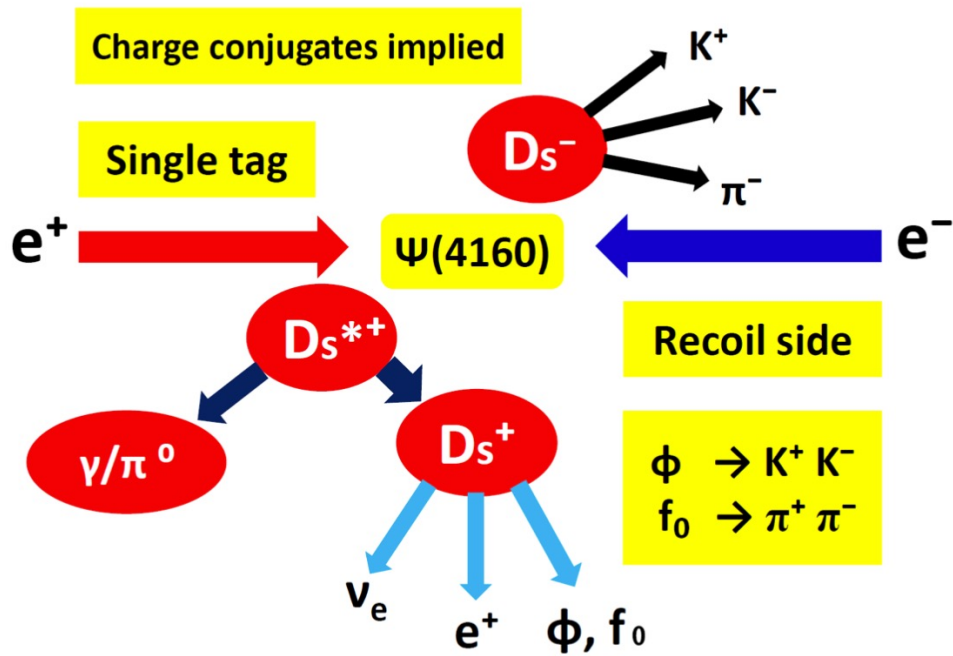 Charge conjugates implied
K⁺
K⁻
π⁻
Ds⁻
Single tag
e⁺
Ψ(4160)
e⁻
Ds*⁺
Recoil side
γ/π⁰
Ds⁺
ϕ → K⁺ K⁻
f₀ → π⁺ π⁻
νₑ
e⁺
ϕ, f₀